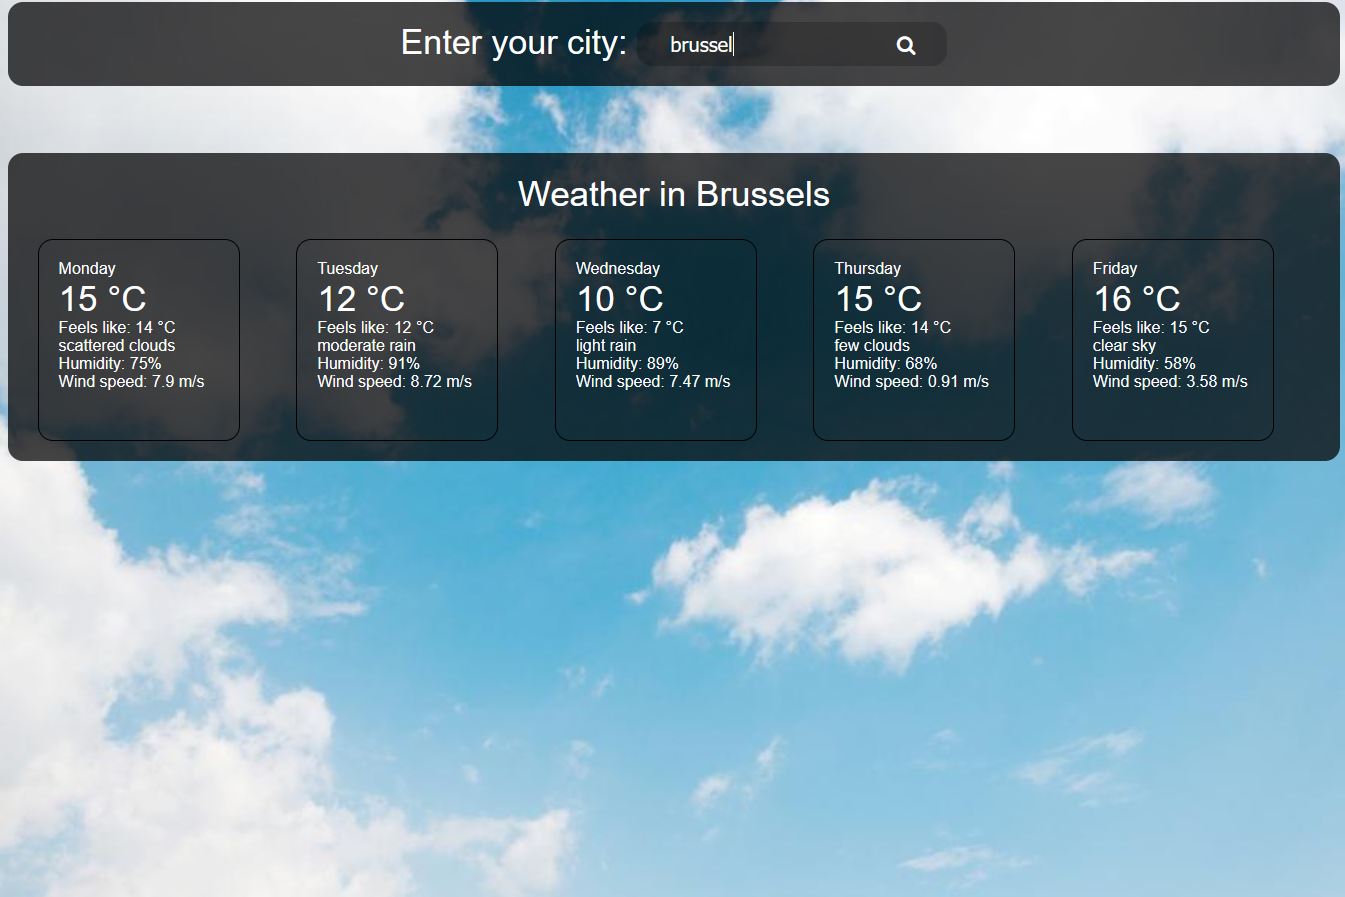 Enter your city: brussel
Weather in Brussels
Monday
15 °C
Feels like: 14 °C
scattered clouds
Humidity: 75%
Wind speed: 7.9 m/s
Tuesday
12 °C
Feels like: 12 °C
moderate rain
Humidity: 91%
Wind speed: 8.72 m/s
Wednesday
10 °C
Feels like: 7 °C
light rain
Humidity: 89%
Wind speed: 7.47 m/s
Thursday
15 °C
Feels like: 14 °C
few clouds
Humidity: 68%
Wind speed: 0.91 m/s
Friday
16 °C
Feels like: 15 °C
clear sky
Humidity: 58%
Wind speed: 3.58 m/s